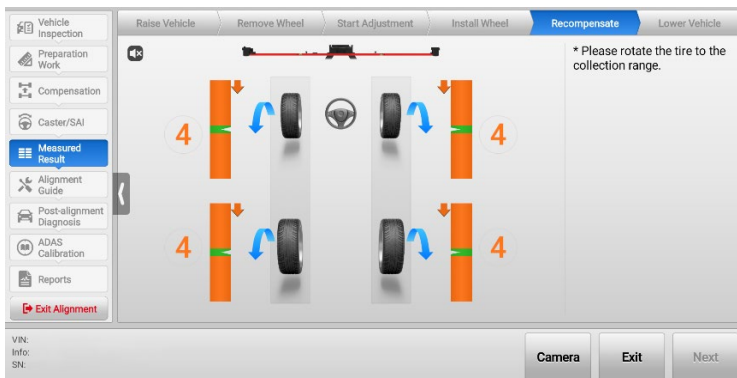 Vehicle
Inspection
Preparation
Work
Compensation
Caster/SAI
Measured
Result
Alignment
Guide
Post-alignment
Diagnosis
ADAS
Calibration
Reports
Exit Alignment
Raise Vehicle
Remove Wheel
Start Adjustment
Install Wheel
Recompensate
Lower Vehicle
* Please rotate the tire to the
collection range.
4
4
4
4
VIN:
Info:
SN:
Camera
Exit
Next